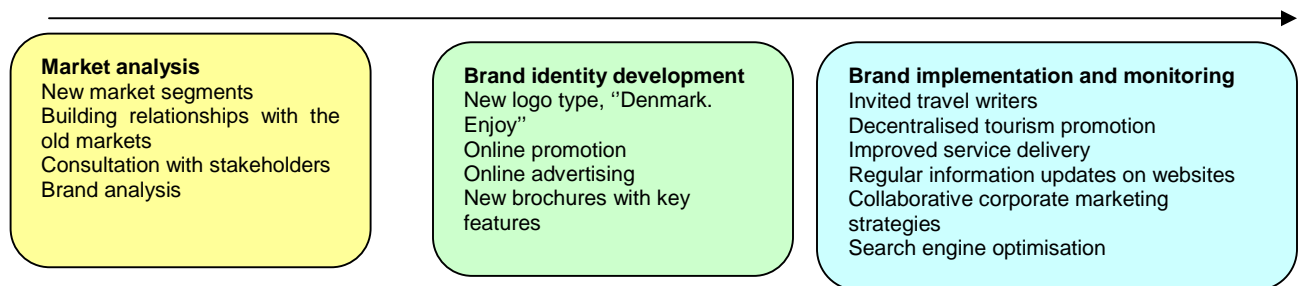 Market analysis
New market segments
Building relationships with the
old markets
Consultation with stakeholders
Brand analysis
Brand identity development
New logo type, ‘’Denmark.
Enjoy’’
Online promotion
Online advertising
New brochures with key
features
Brand implementation and monitoring
Invited travel writers
Decentralised tourism promotion
Improved service delivery
Regular information updates on websites
Collaborative corporate marketing
strategies
Search engine optimisation